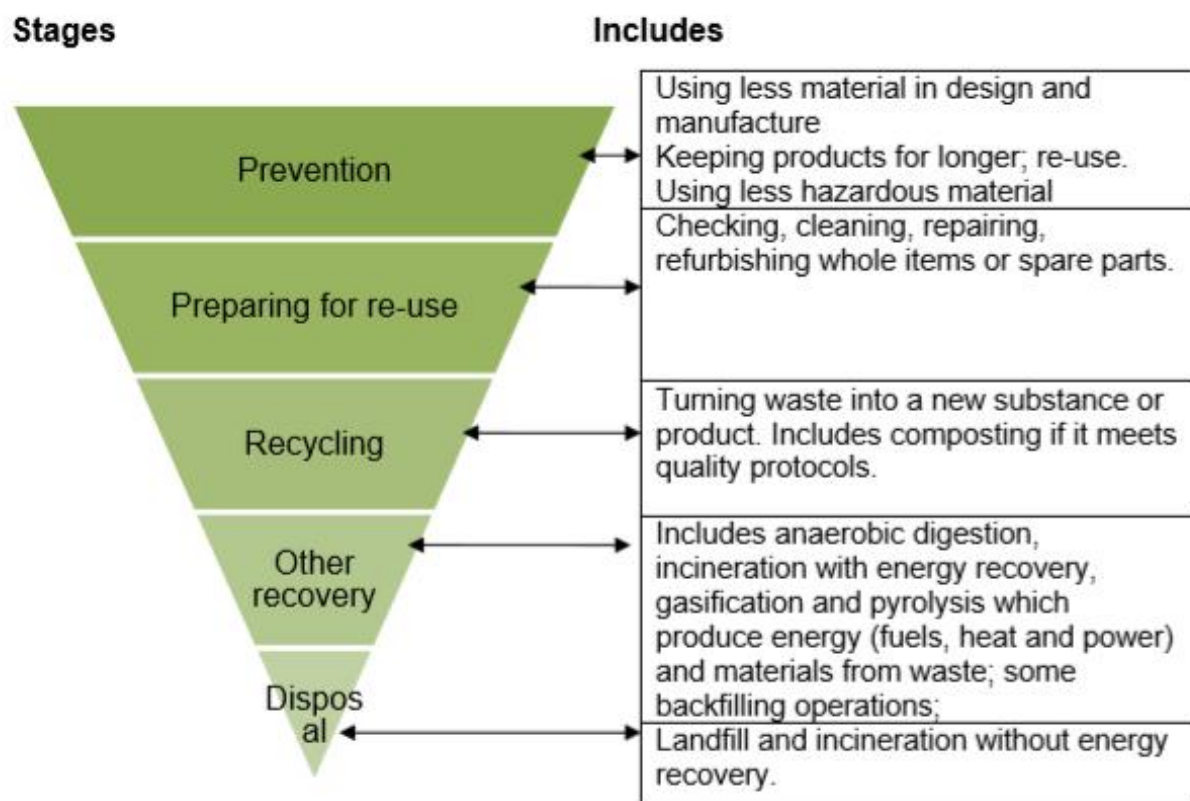 Stages
Includes
Prevention
Using less material in design and
manufacture
Keeping products for longer; re-use.
Using less hazardous material
Preparing for re-use
Checking, cleaning, repairing,
refurbishing whole items or spare parts.
Recycling
Turning waste into a new substance or
product. Includes composting if it meets
quality protocols.
Other
recovery
Includes anaerobic digestion,
incineration with energy recovery,
gasification and pyrolysis which
produce energy (fuels, heat and power)
and materials from waste; some
backfilling operations;
Dispos
al
Landfill and incineration without energy
recovery.